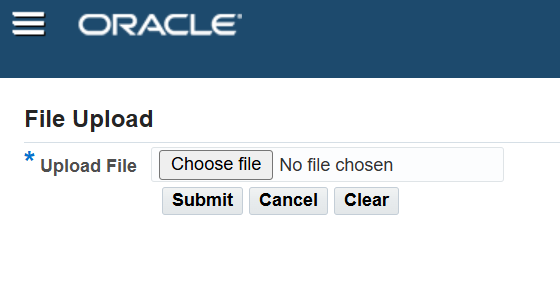 ORACLE®
File Upload
* Upload File Choose file No file chosen
Submit Cancel Clear